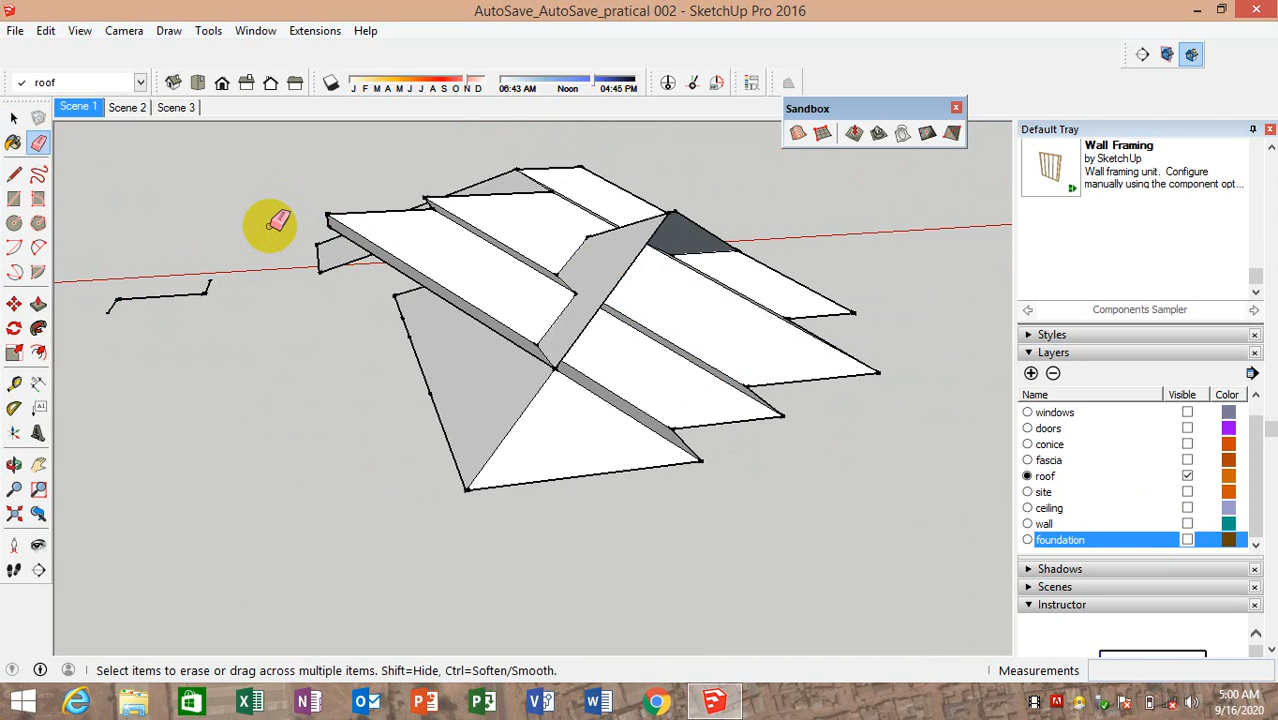 AutoSave_AutoSave_pratical 002 - SketchUp Pro 2016
File Edit View Camera Draw Tools Window Extensions Help
roof
J F M A M J J A S O N D
06:43 AM Noon 04:45 PM
Scene 1 Scene 2 Scene 3
Sandbox
Default Tray
Wall Framing
by SketchUp
Wall framing unit. Configure
manually using the component opt...
Components Sampler
Styles
Layers
Name Visible Color
windows
doors
conice
fascia
roof
site
ceiling
wall
foundation
Shadows
Scenes
Instructor
Select items to erase or drag across multiple items. Shift=Hide, Ctrl=Soften/Smooth.
Measurements
5:00 AM
9/16/2020